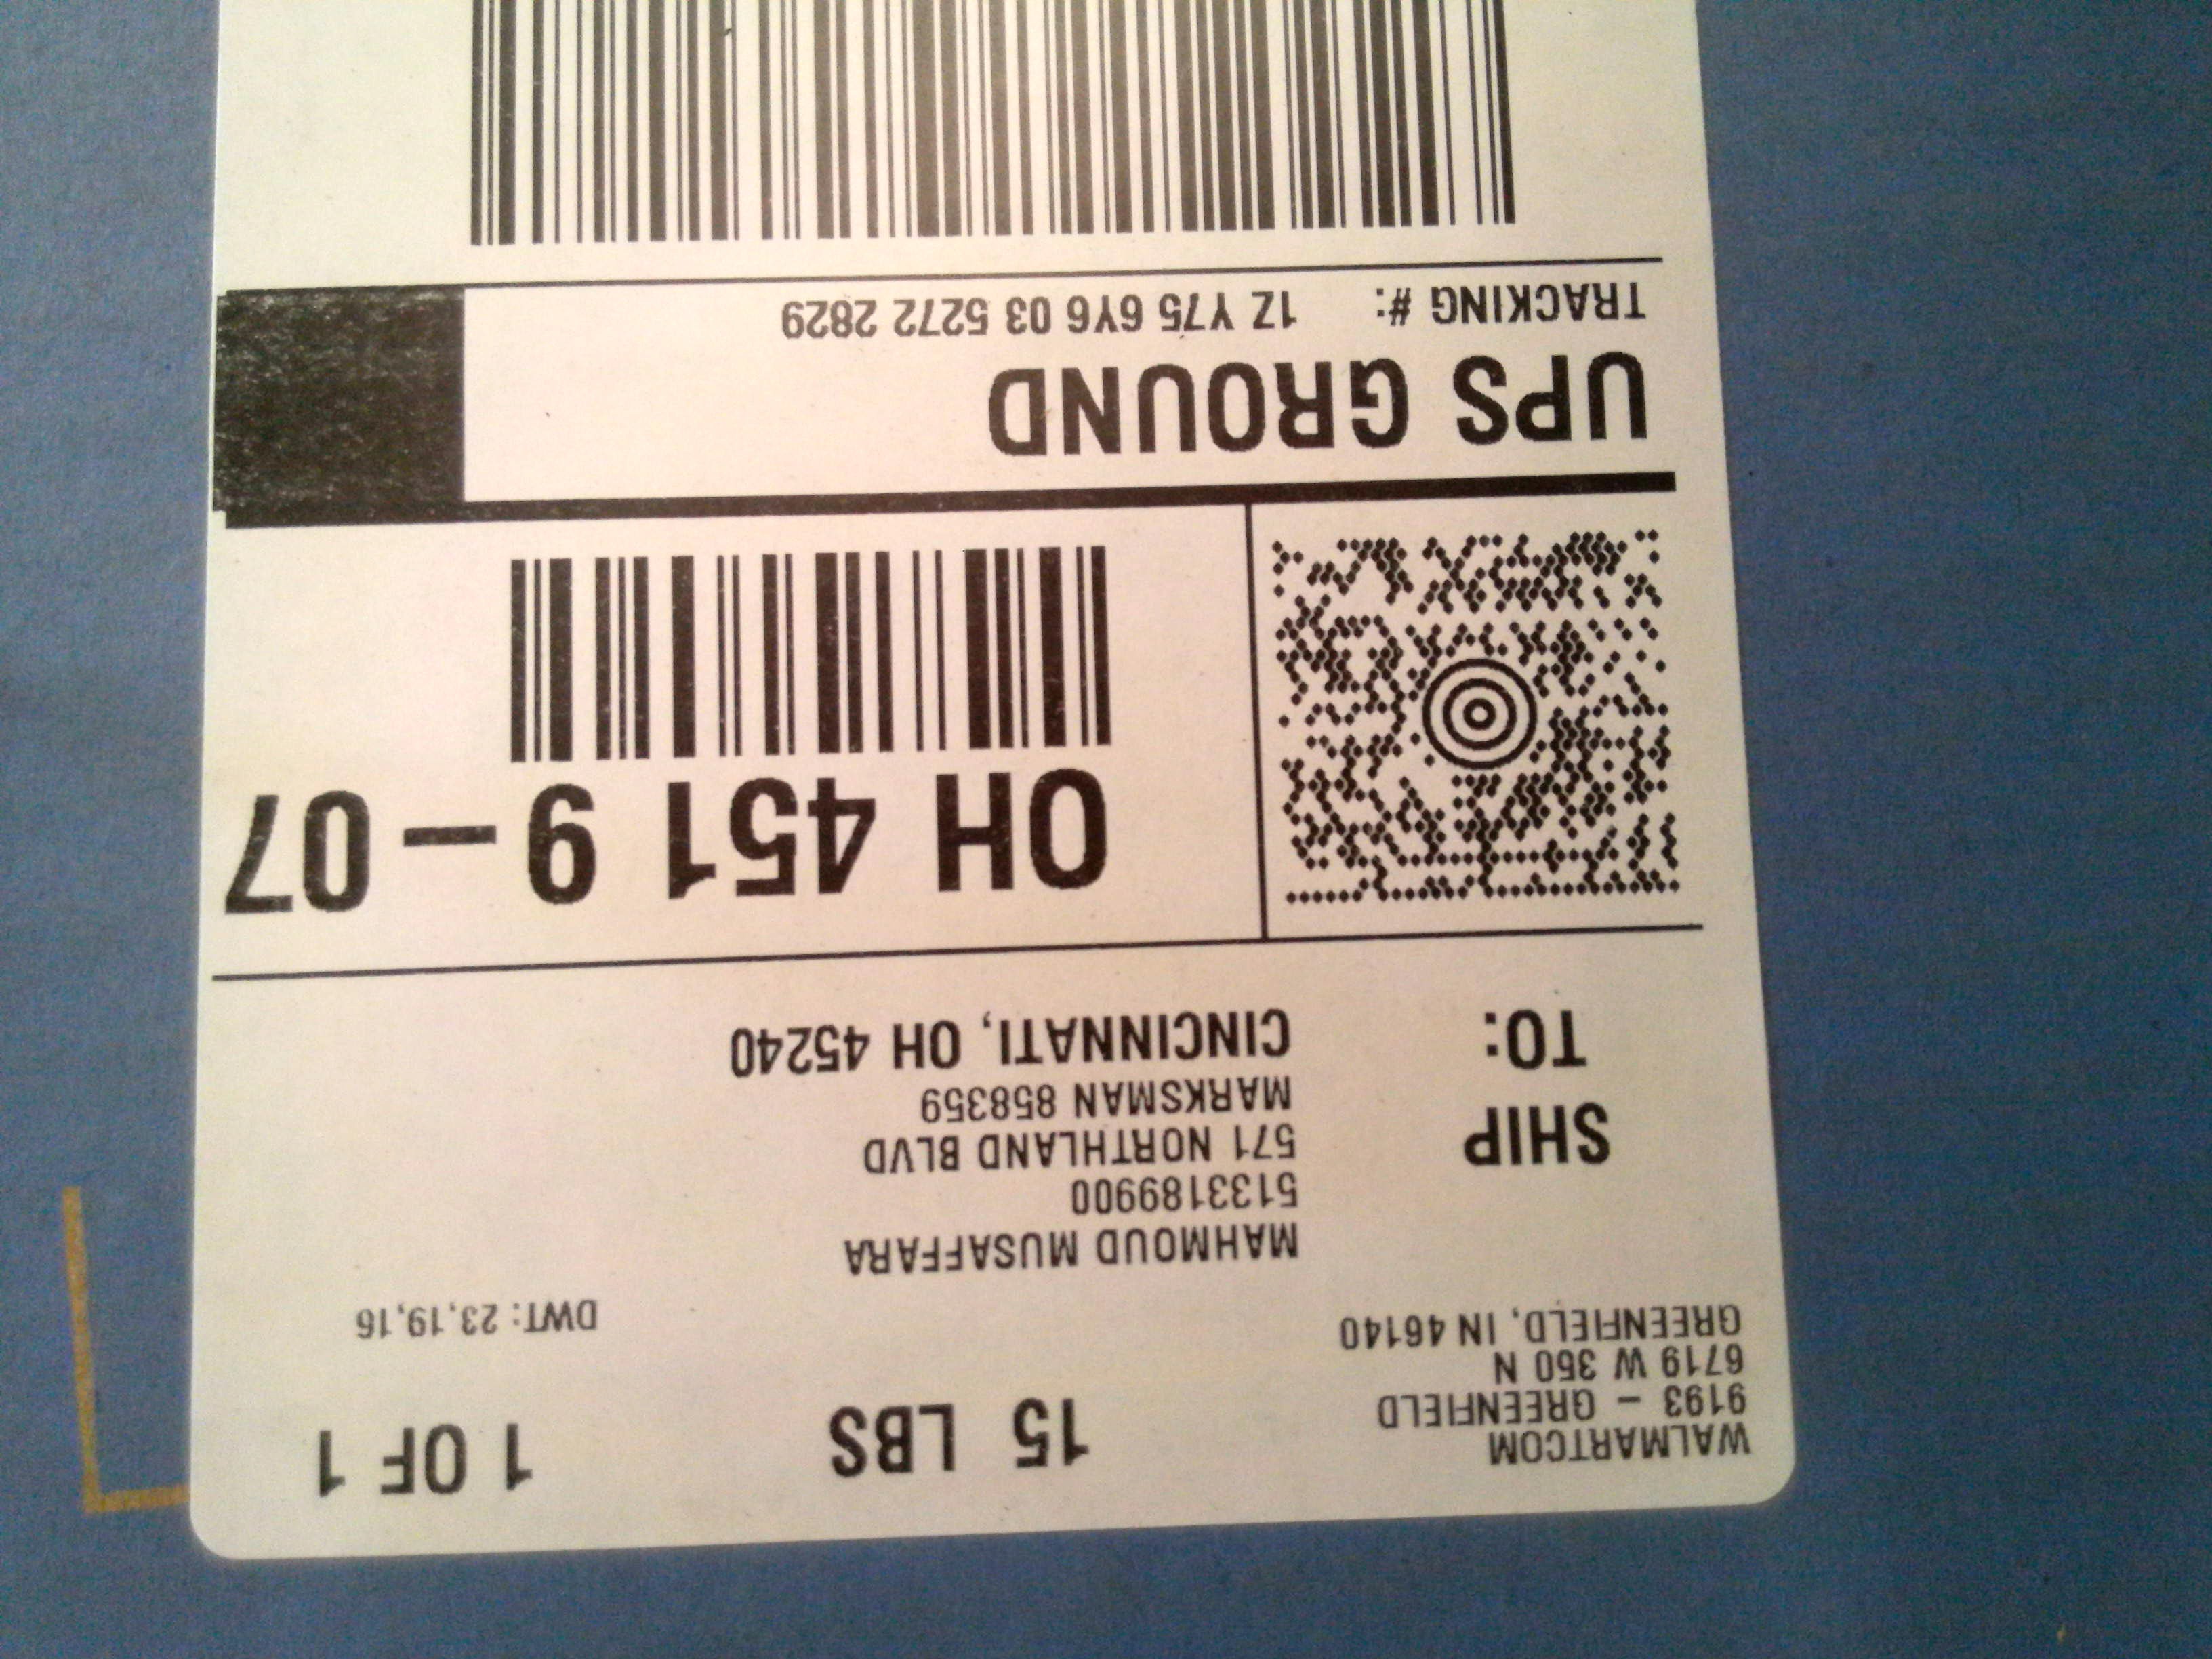 WALMARTCOM
9193 - GREENFIELD
6719 W 350 N
GREENFIELD, IN 46140
15 LBS
1 OF 1
DWT: 23,19,16
SHIP
TO:
MAHMOUD MUSAFFARA
5133189900
571 NORTHLAND BLVD
MARKSMAN 858359
CINCINNATI, OH 45240
OH 451 9-07
UPS GROUND
TRACKING #: 1Z Y75 6Y6 03 5272 2829